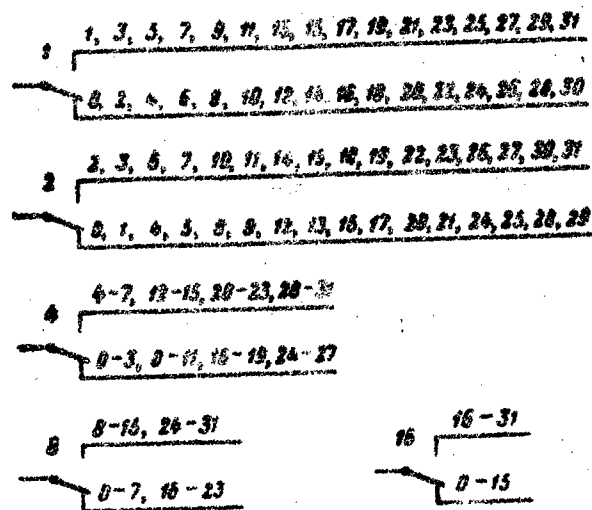 1, 3, 5, 7, 9, 11, 13, 15, 17, 19, 21, 23, 25, 27, 29, 31
1
0, 2, 4, 6, 8, 10, 12, 14, 16, 18, 20, 22, 24, 26, 28, 30
2, 3, 6, 7, 10, 11, 14, 15, 18, 19, 22, 23, 26, 27, 30, 31
2
0, 1, 4, 5, 8, 9, 12, 13, 16, 17, 20, 21, 24, 25, 28, 29
4-7, 12-15, 20-23, 28-31
4
0-3, 8-11, 16-19, 24-27
8-15, 24-31
8
0-7, 16-23
16-31
16
0-15